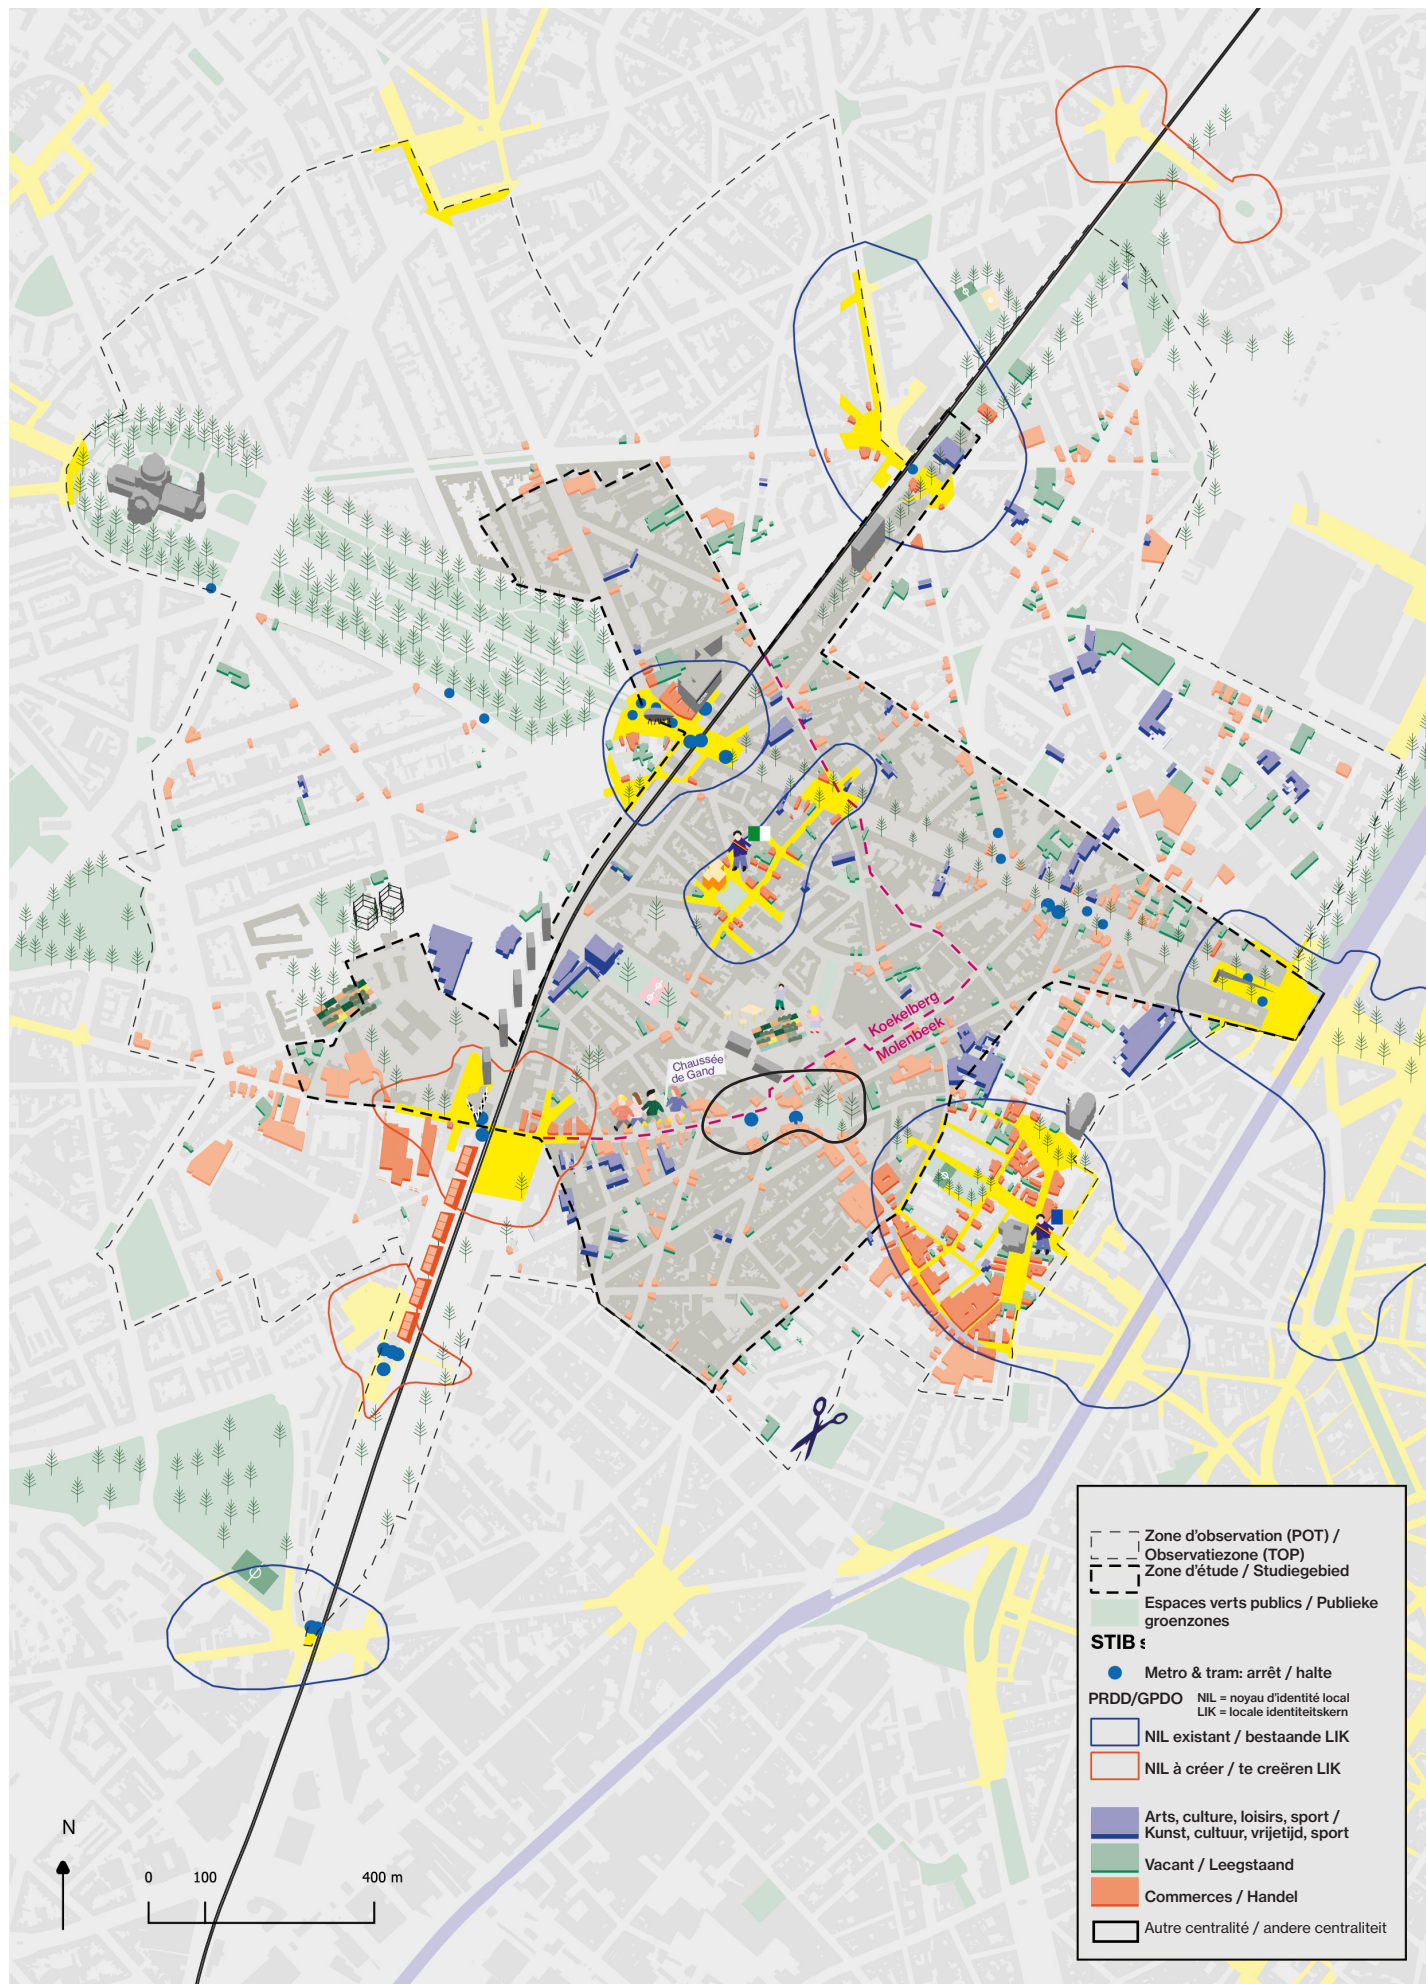 Koekelberg
Molenbeek
Chaussée
de Gand
Zone d'observation (POT) /
Observatiezone (TOP)
Zone d'étude / Studiegebied
Espaces verts publics / Publieke
groenzones
STIB
Metro & tram: arrêt / halte
PRDD/GPDO
NIL = noyau d'identité local
LIK = locale identiteitskern
NIL existant / bestaande LIK
NIL à créer / te creëren LIK
Arts, culture, loisirs, sport /
Kunst, cultuur, vrijetijd, sport
Vacant / Leegstaand
Commerces / Handel
Autre centralité / andere centraliteit
N
0 100 400 m